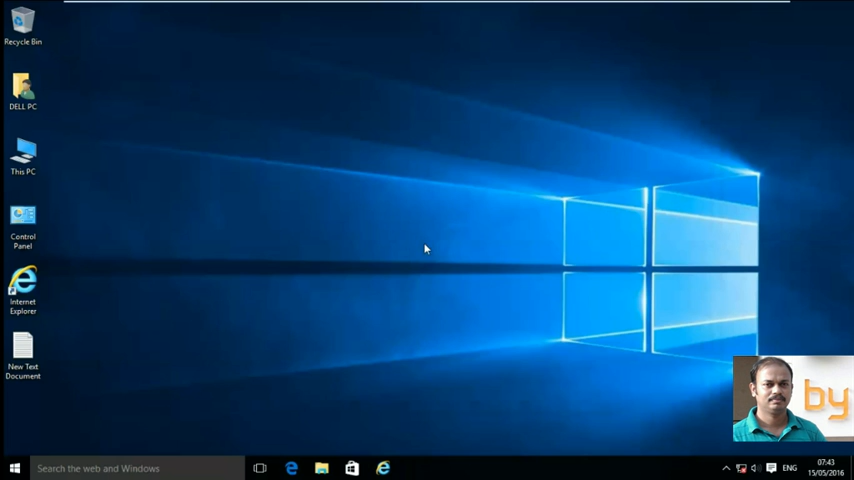 Recycle Bin
DELL PC
This PC
Control
Panel
Internet
Explorer
New Text
Document
by
Search the web and Windows
ENG
07:43
15/05/2016